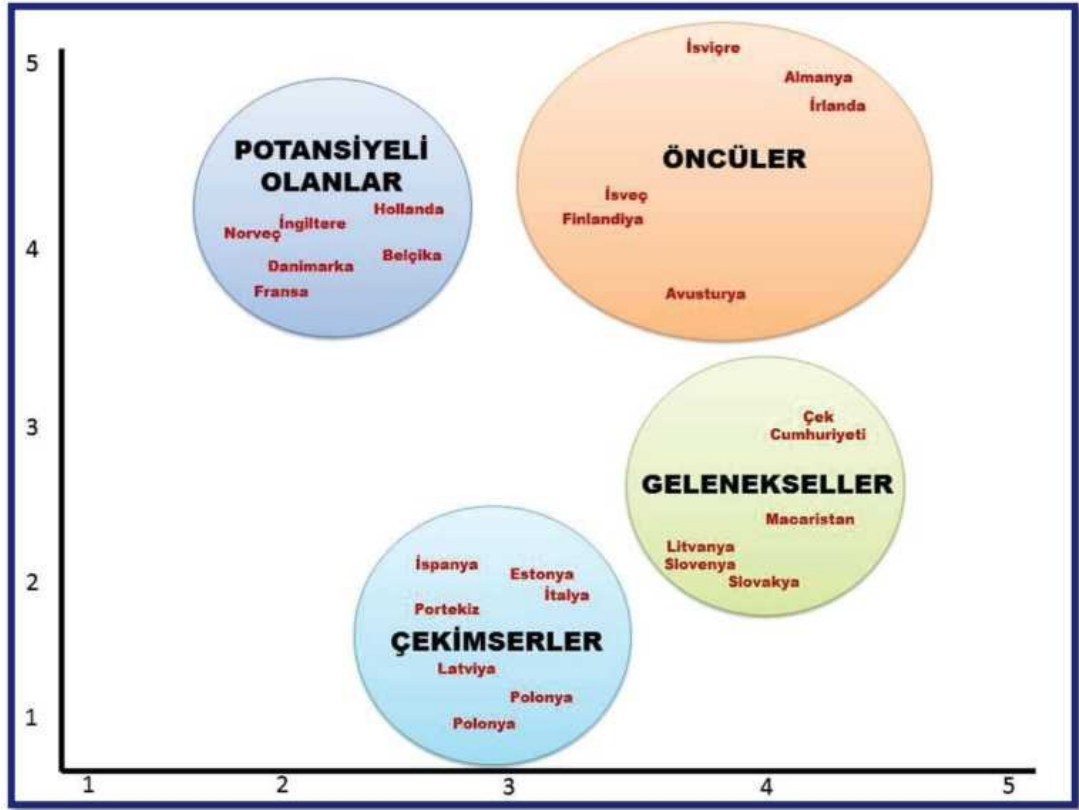 5
4
3
2
1
POTANSİYELİ
OLANLAR
Hollanda
İngiltere
Norveç
Belçika
Danimarka
Fransa
İsviçre
Almanya
İrlanda
ÖNCÜLER
İsveç
Finlandiya
Avusturya
Çek
Cumhuriyeti
GELENEKSELLER
Macaristan
Litvanya
Slovenya
Slovakya
İspanya
Estonya
İtalya
Portekiz
ÇEKİMSERLER
Latviya
Polonya
Polonya
1 2 3 4 5